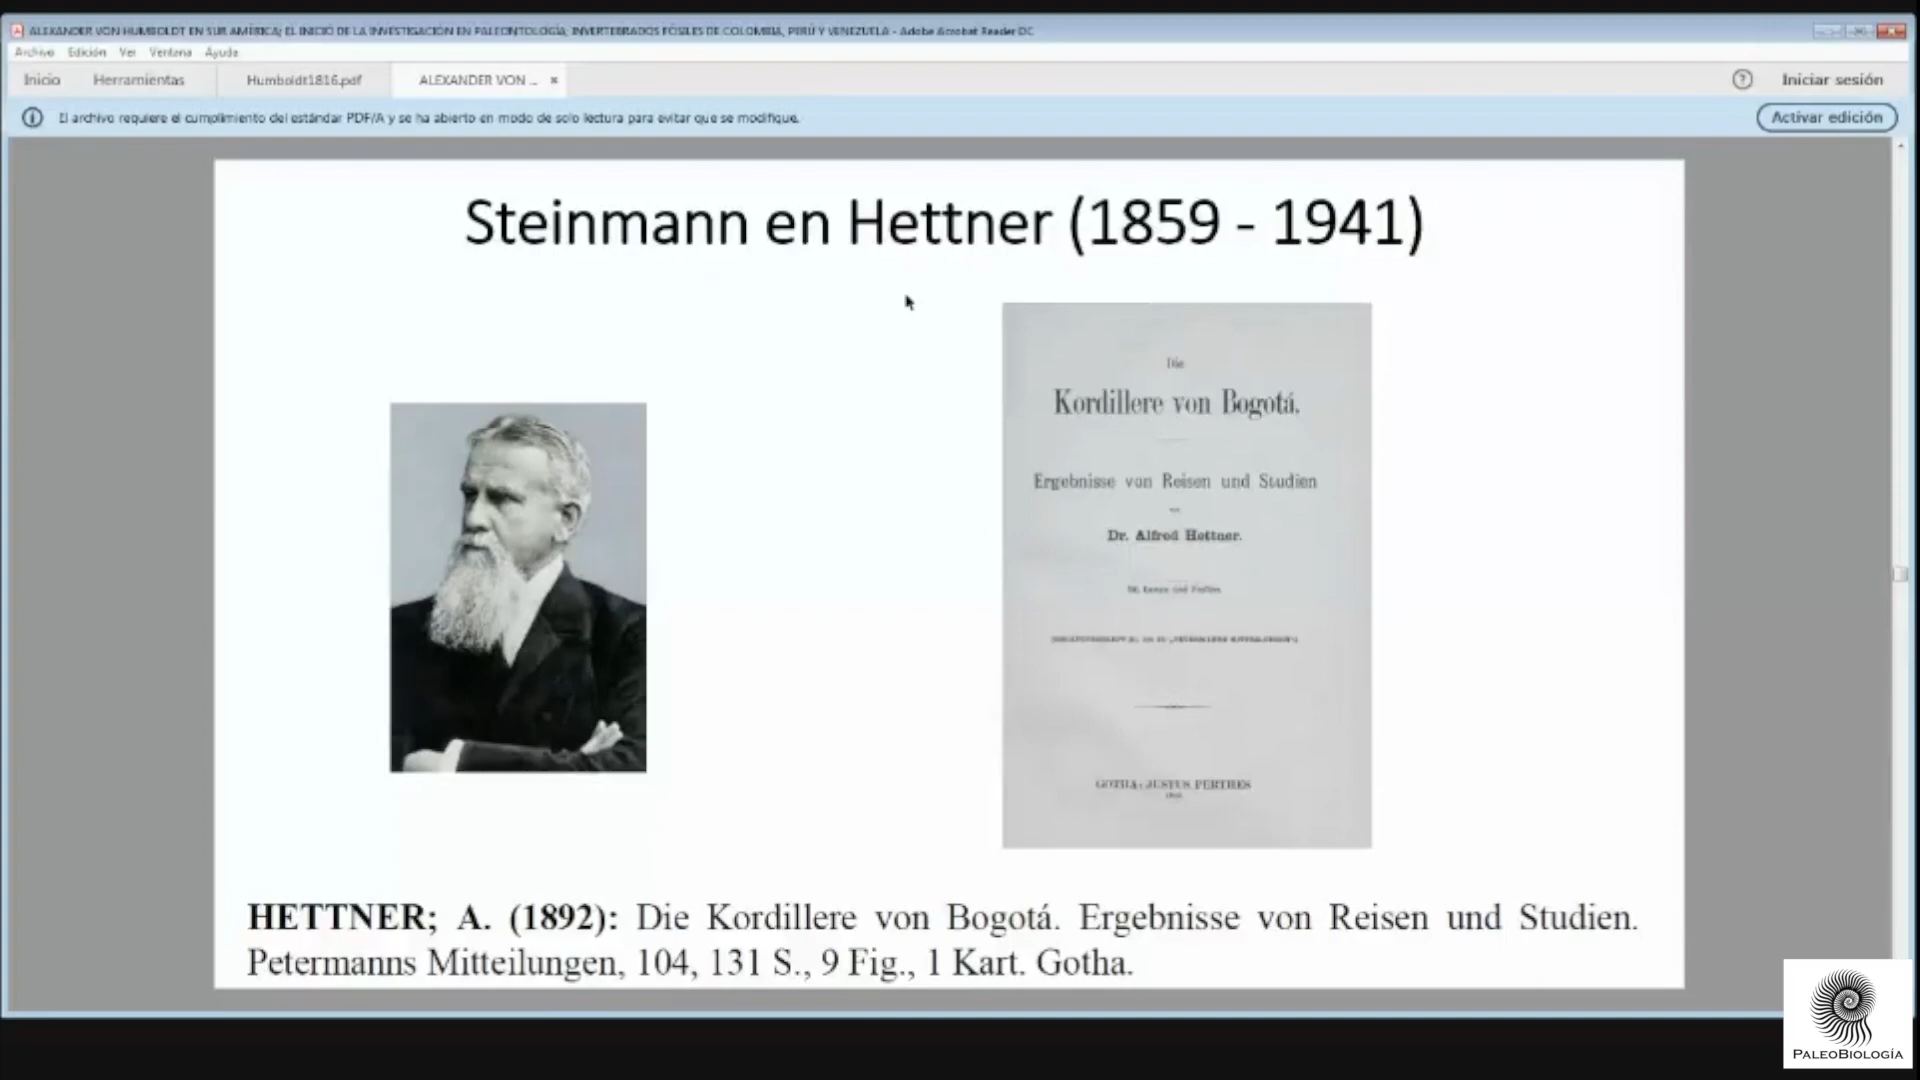 ALEXANDER VON HUMBOLDT EN SUR AMÉRICA; EL INICIO DE LA INVESTIGACIÓN EN PALEONTOLOGÍA; INVERTEBRADOS FÓSILES DE COLOMBIA, PERÚ Y VENEZUELA - Adobe Acrobat Reader DC
Archivo Edición Ver Ventana Ayuda
Inicio Herramientas Humboldt1816.pdf ALEXANDER VON ... × ? Iniciar sesión
El archivo requiere el cumplimiento del estándar PDF/A y se ha abierto en modo de solo lectura para evitar que se modifique. Activar edición
Steinmann en Hettner (1859 - 1941)
Die
Kordillere von Bogotá.
Ergebnisse von Reisen und Studien
von
Dr. Alfred Hettner.
GOTHA: JUSTUS PERTHES
HETTNER; A. (1892): Die Kordillere von Bogotá. Ergebnisse von Reisen und Studien.
Petermanns Mitteilungen, 104, 131 S., 9 Fig., 1 Kart. Gotha.
PALEOBIOLOGÍA